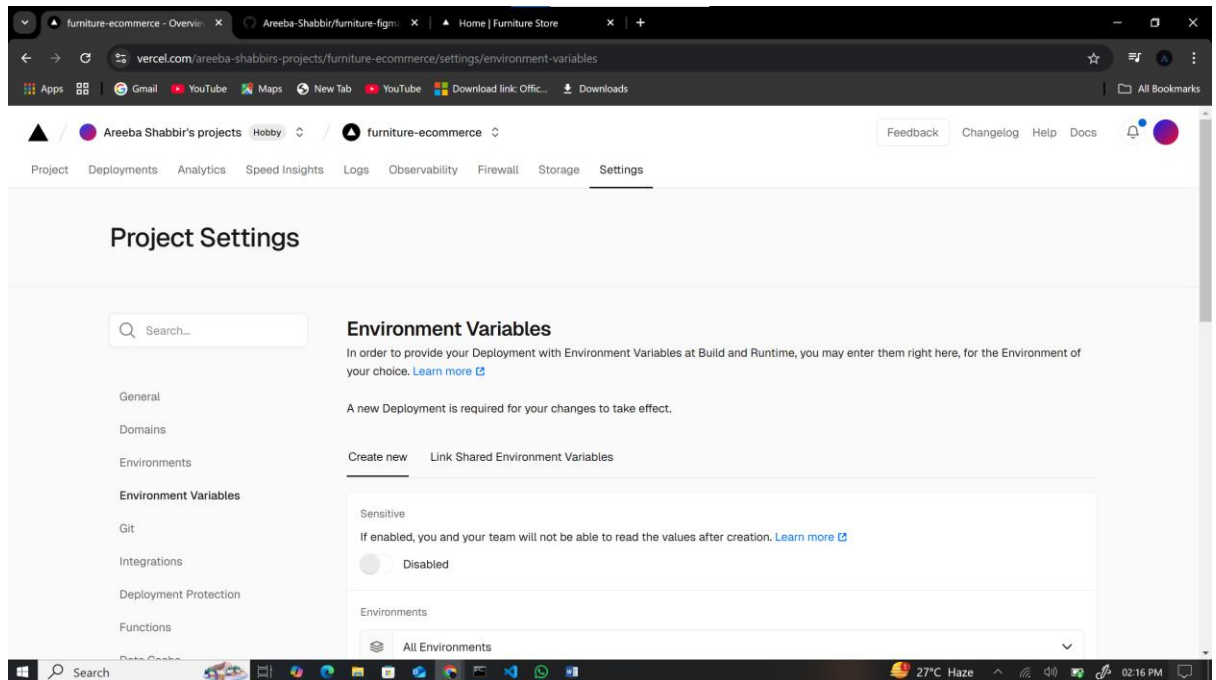 furniture-ecommerce - Overvie
Areeba-Shabbir/furniture-figm
Home | Furniture Store
vercel.com/areeba-shabbirs-projects/furniture-ecommerce/settings/environment-variables
Apps
Gmail
YouTube
Maps
New Tab
YouTube
Download link: Offic...
Downloads
All Bookmarks
Areeba Shabbir's projects Hobby / furniture-ecommerce
Feedback Changelog Help Docs
Project Deployments Analytics Speed Insights Logs Observability Firewall Storage Settings
Project Settings
Search...
General
Domains
Environments
Environment Variables
Git
Integrations
Deployment Protection
Functions
Data Cache
Environment Variables
In order to provide your Deployment with Environment Variables at Build and Runtime, you may enter them right here, for the Environment of
your choice. Learn more
A new Deployment is required for your changes to take effect.
Create new Link Shared Environment Variables
Sensitive
If enabled, you and your team will not be able to read the values after creation. Learn more
Disabled
Environments
All Environments
Search
27°C Haze
02:16 PM